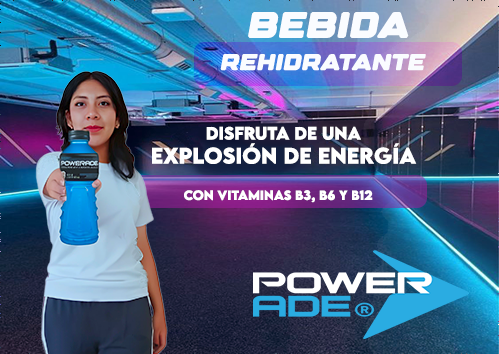 BEBIDA
REHIDRATANTE
DISFRUTA DE UNA
EXPLOSIÓN DE ENERGÍA
POWERADE
CON VITAMINAS B3, B6 Y B12
POWER
ADE®